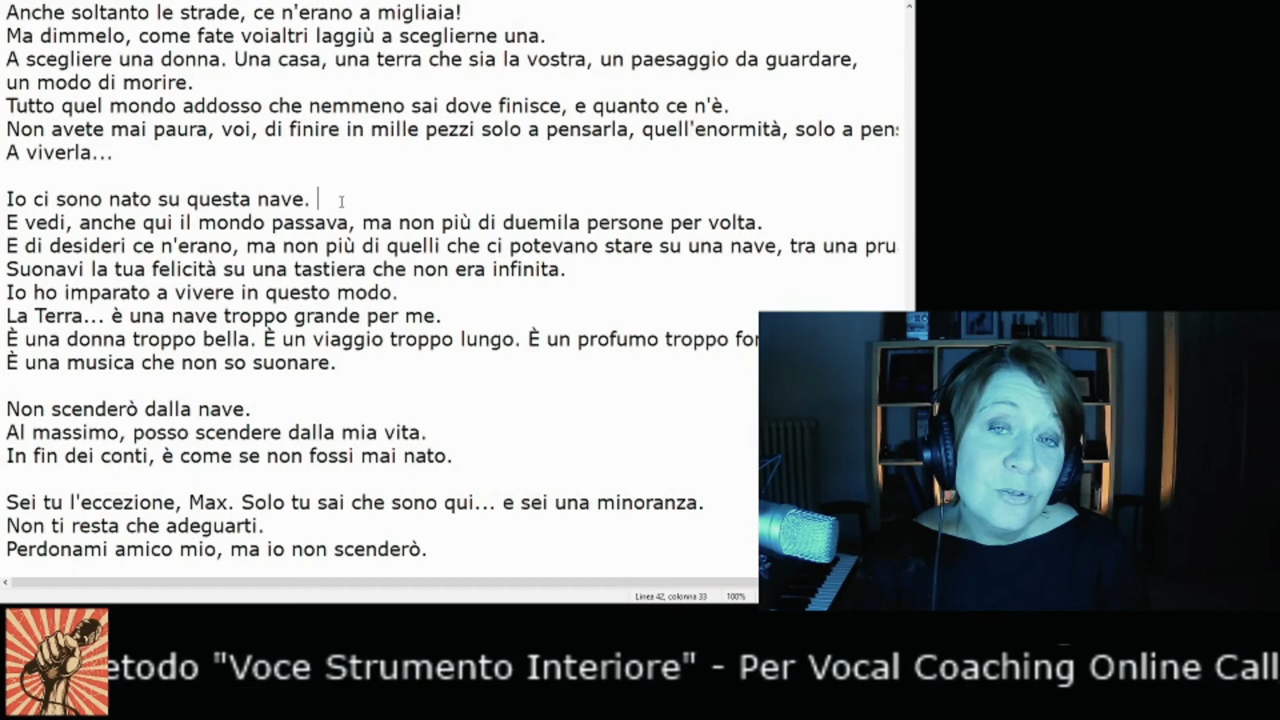 Anche soltanto le strade, ce n'erano a migliaia!
Ma dimmelo, come fate voialtri laggiù a sceglierne una.
A scegliere una donna. Una casa, una terra che sia la vostra, un paesaggio da guardare,
un modo di morire.
Tutto quel mondo addosso che nemmeno sai dove finisce, e quanto ce n'è.
Non avete mai paura, voi, di finire in mille pezzi solo a pensarla, quell'enormità, solo a
A viverla...
Io ci sono nato su questa nave.
E vedi, anche qui il mondo passava, ma non più di duemila persone per volta.
E di desideri ce n'erano, ma non più di quelli che ci potevano stare su una nave, tra una
Suonavi la tua felicità su una tastiera che non era infinita.
Io ho imparato a vivere in questo modo.
La Terra... è una nave troppo grande per me.
È una donna troppo bella. È un viaggio troppo lungo. È un profumo troppo
È una musica che non so suonare.
Non scenderò dalla nave.
Al massimo, posso scendere dalla mia vita.
In fin dei conti, è come se non fossi mai nato.
Sei tu l'eccezione, Max. Solo tu sai che sono qui... e sei una minoranza.
Non ti resta che adeguarti.
Perdonami amico mio, ma io non scenderò.
Linea 42, colonna 33 100%
etodo "Voce Strumento Interiore" - Per Vocal Coaching Online Call